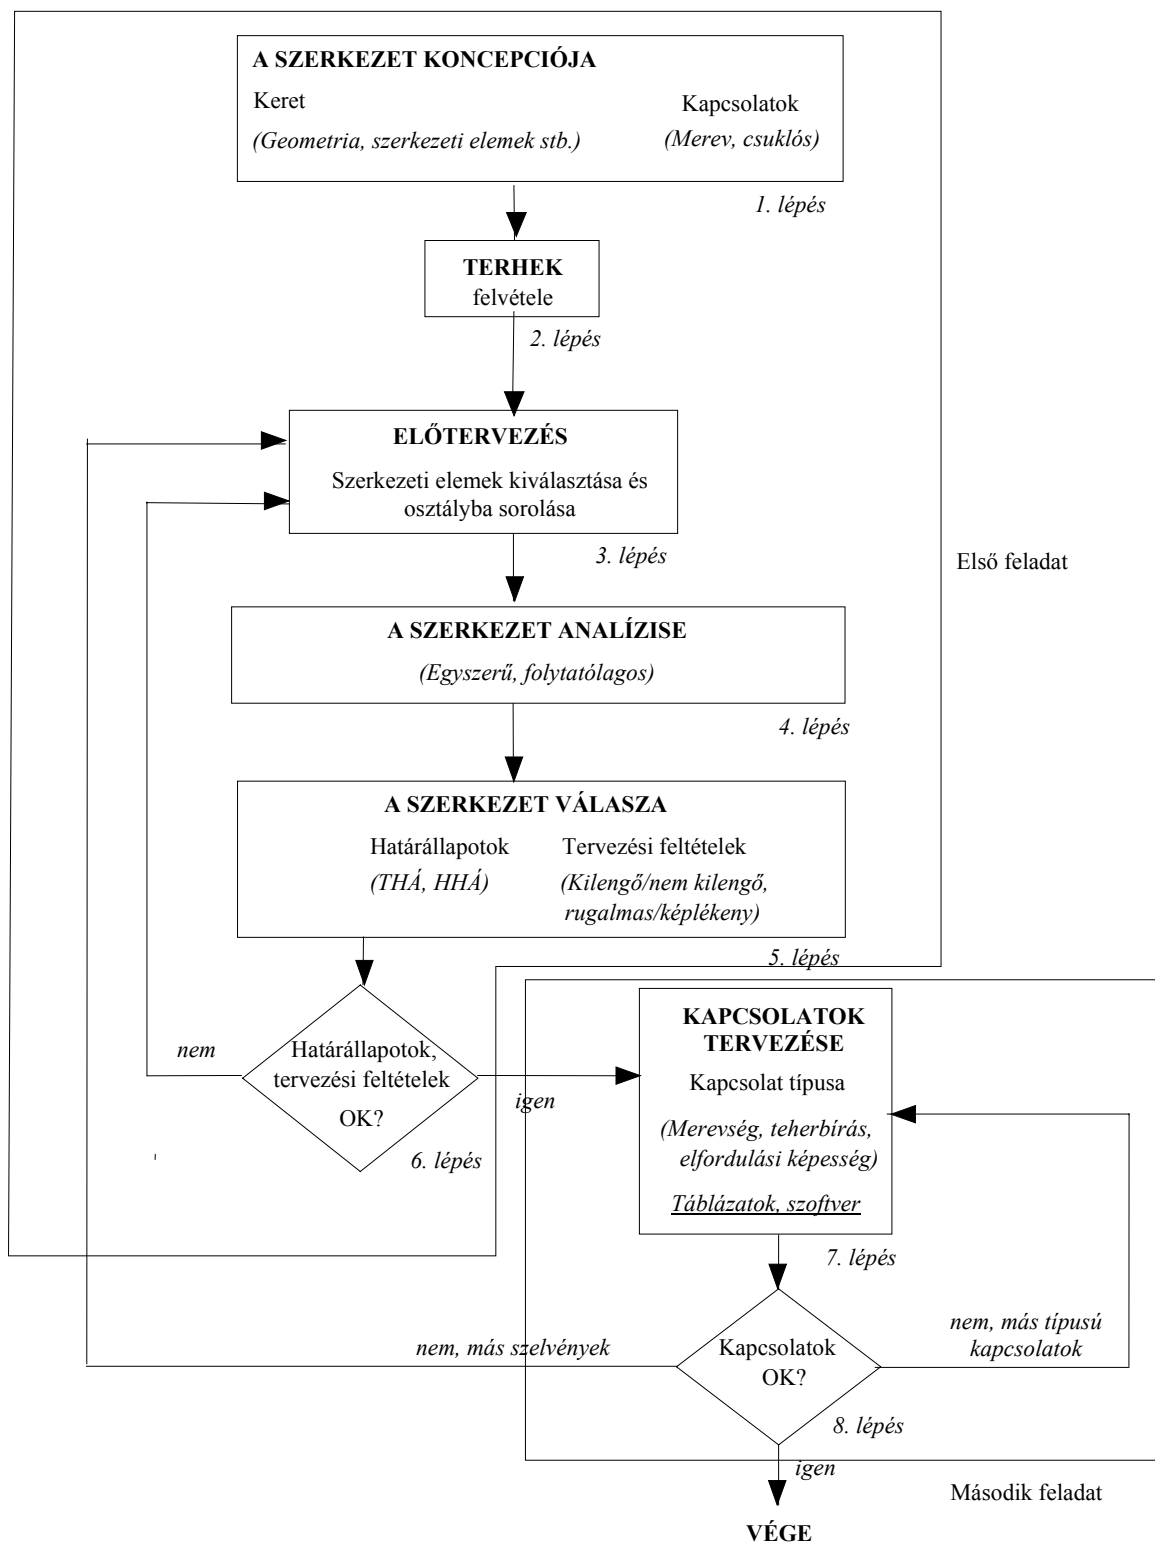 A SZERKEZET KONCEPCIÓJA
Keret
Kapcsolatok
(Geometria, szerkezeti elemek stb.)
(Merev, csuklós)
1. lépés
TERHEK
felvétele
2. lépés
ELŐTERVEZÉS
Szerkezeti elemek kiválasztása és
osztályba sorolása
3. lépés
Első feladat
A SZERKEZET ANALÍZISE
(Egyszerű, folytatólagos)
4. lépés
A SZERKEZET VÁLASZA
Határállapotok
Tervezési feltételek
(THÁ, HHÁ)
(Kilengő/nem kilengő,
rugalmas/képlékeny)
5. lépés
nem
Határállapotok,
tervezési feltételek
OK?
igen
6. lépés
KAPCSOLATOK
TERVEZÉSE
Kapcsolat típusa
(Merevség, teherbírás,
elfordulási képesség)
Táblázatok, szoftver
7. lépés
nem, más szelvények
Kapcsolatok
OK?
nem, más típusú
kapcsolatok
8. lépés
igen
Második feladat
VÉGE